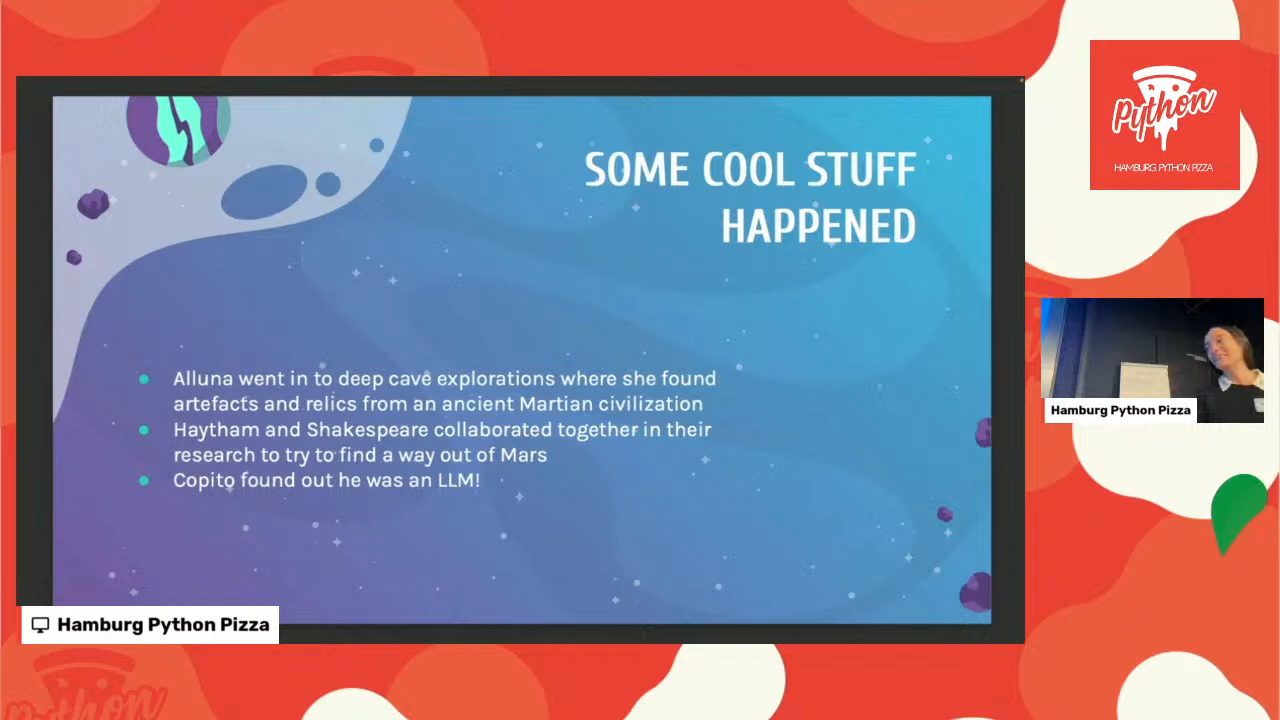 SOME COOL STUFF
HAPPENED
Alluna went in to deep cave explorations where she found
artefacts and relics from an ancient Martian civilization
Haytham and Shakespeare collaborated together in their
research to try to find a way out of Mars
Copito found out he was an LLM!
Python
HAMBURG PYTHON PIZZA
Hamburg Python Pizza
Hamburg Python Pizza
Python